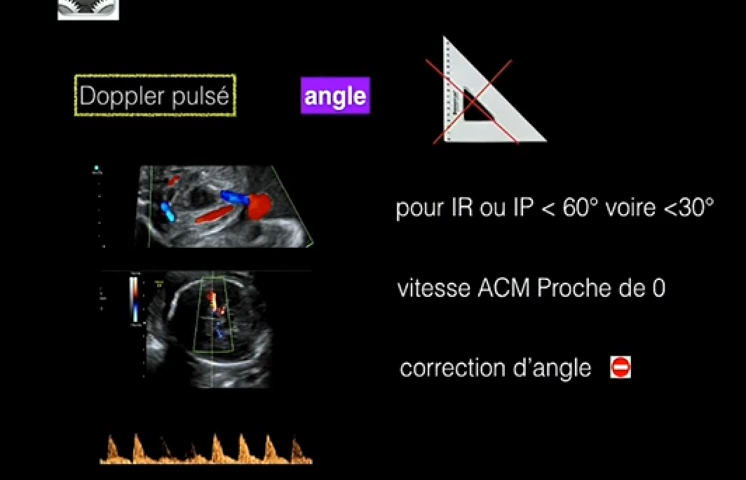 Doppler pulsé
angle
pour IR ou IP < 60° voire <30°
vitesse ACM Proche de 0
correction d'angle